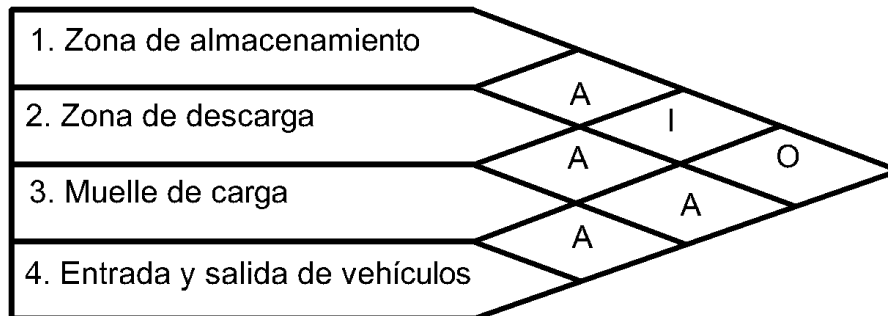 1. Zona de almacenamiento
A
2. Zona de descarga
I
A
O
3. Muelle de carga
A
A
4. Entrada y salida de vehículos